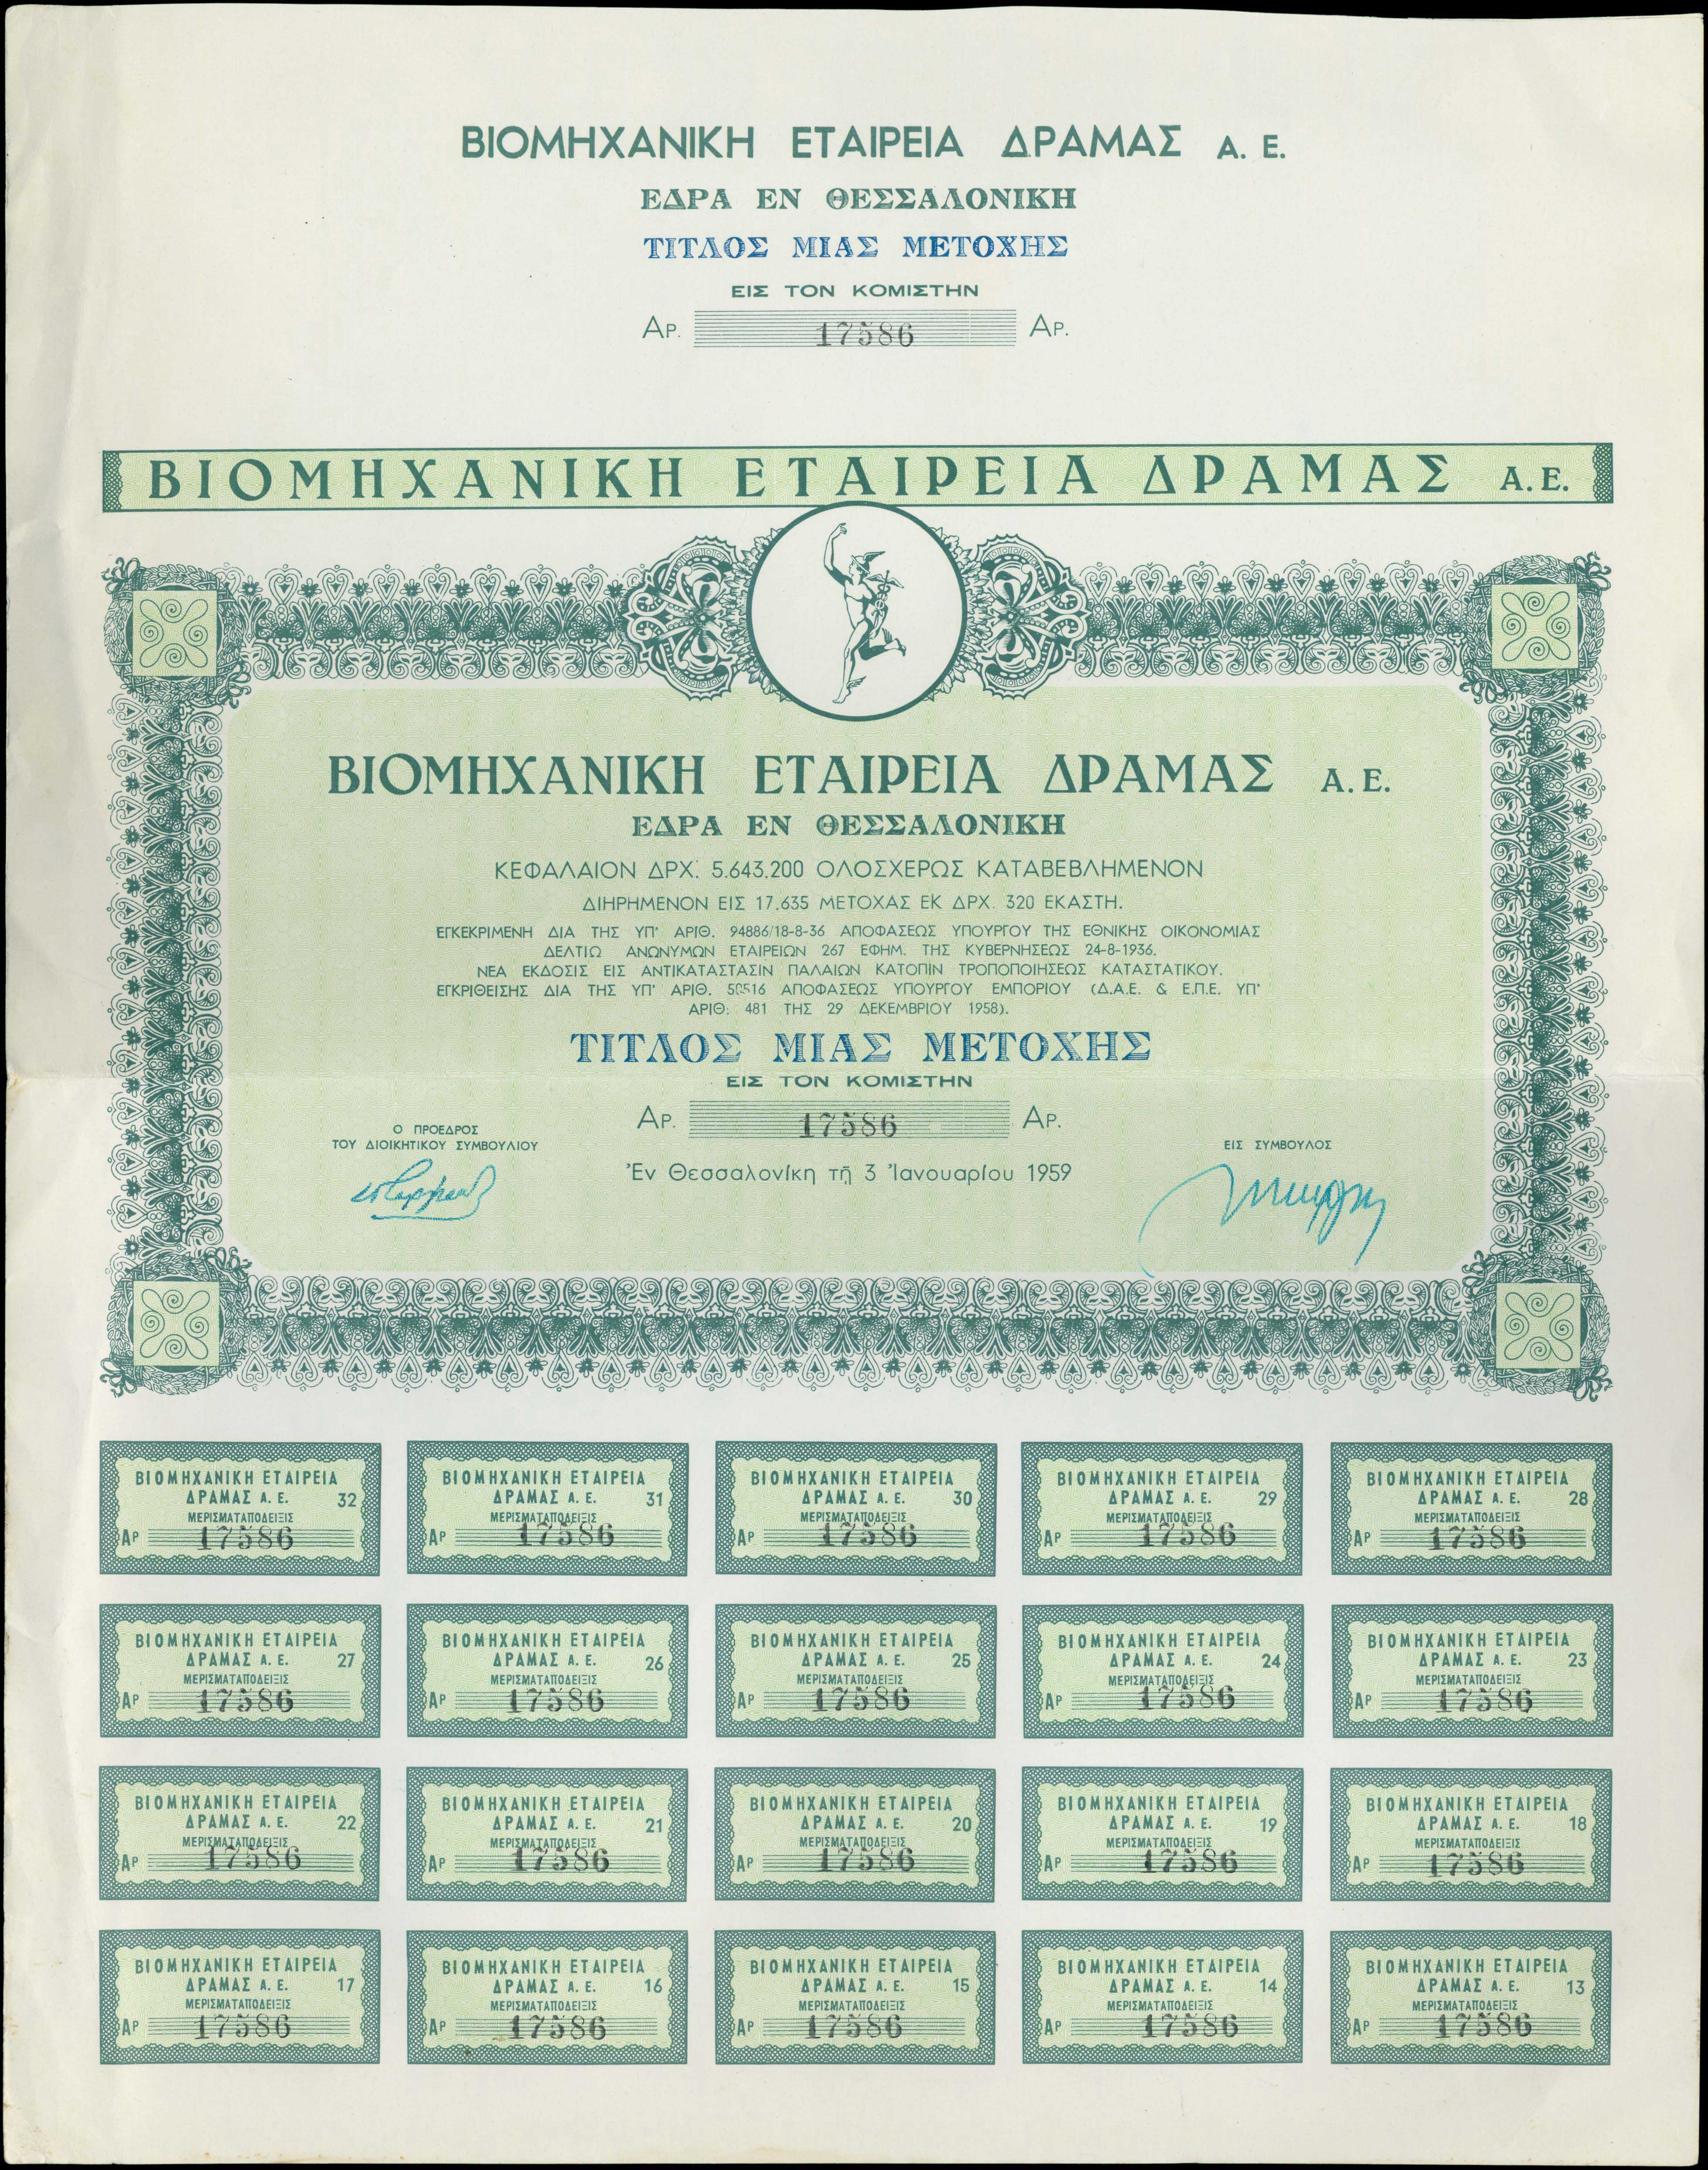 ΒΙΟΜΗΧΑΝΙΚΗ ΕΤΑΙΡΕΙΑ ΔΡΑΜΑΣ Α. Ε.
ΕΔΡΑ ΕΝ ΘΕΣΣΑΛΟΝΙΚΗ
ΤΙΤΛΟΣ ΜΙΑΣ ΜΕΤΟΧΗΣ
ΕΙΣ ΤΟΝ ΚΟΜΙΣΤΗΝ
ΑΡ. 17586 ΑΡ.
ΒΙΟΜΗΧΑΝΙΚΗ ΕΤΑΙΡΕΙΑ ΔΡΑΜΑΣ Α.Ε.
ΒΙΟΜΗΧΑΝΙΚΗ ΕΤΑΙΡΕΙΑ ΔΡΑΜΑΣ Α.Ε.
ΕΔΡΑ ΕΝ ΘΕΣΣΑΛΟΝΙΚΗ
ΚΕΦΑΛΑΙΟΝ ΔΡΧ. 5.643.200 ΟΛΟΣΧΕΡΩΣ ΚΑΤΑΒΕΒΛΗΜΕΝΟΝ
ΔΙΗΡΗΜΕΝΟΝ ΕΙΣ 17.635 ΜΕΤΟΧΑΣ ΕΚ ΔΡΧ. 320 ΕΚΑΣΤΗ.
ΕΓΚΕΚΡΙΜΕΝΗ ΔΙΑ ΤΗΣ ΥΠ' ΑΡΙΘ. 94886/18-8-36 ΑΠΟΦΑΣΕΩΣ ΥΠΟΥΡΓΟΥ ΤΗΣ ΕΘΝΙΚΗΣ ΟΙΚΟΝΟΜΙΑΣ
ΔΕΛΤΙΩ ΑΝΩΝΥΜΩΝ ΕΤΑΙΡΕΙΩΝ 267 ΕΦΗΜ. ΤΗΣ ΚΥΒΕΡΝΗΣΕΩΣ 24-8-1936.
ΝΕΑ ΕΚΔΟΣΙΣ ΕΙΣ ΑΝΤΙΚΑΤΑΣΤΑΣΙΝ ΠΑΛΑΙΩΝ ΚΑΤΟΠΙΝ ΤΡΟΠΟΠΟΙΗΣΕΩΣ ΚΑΤΑΣΤΑΤΙΚΟΥ.
ΕΓΚΡΙΘΕΙΣΗΣ ΔΙΑ ΤΗΣ ΥΠ' ΑΡΙΘ. 50516 ΑΠΟΦΑΣΕΩΣ ΥΠΟΥΡΓΟΥ ΕΜΠΟΡΙΟΥ (Δ.Α.Ε. & Ε.Π.Ε. ΥΠ'
ΑΡΙΘ. 481 ΤΗΣ 29 ΔΕΚΕΜΒΡΙΟΥ 1958).
ΤΙΤΛΟΣ ΜΙΑΣ ΜΕΤΟΧΗΣ
ΕΙΣ ΤΟΝ ΚΟΜΙΣΤΗΝ
ΑΡ. 17586 ΑΡ.
Ο ΠΡΟΕΔΡΟΣ
ΤΟΥ ΔΙΟΙΚΗΤΙΚΟΥ ΣΥΜΒΟΥΛΙΟΥ
ΕΙΣ ΣΥΜΒΟΥΛΟΣ
Ἐν Θεσσαλονίκη τῇ 3 Ἰανουαρίου 1959
ΒΙΟΜΗΧΑΝΙΚΗ ΕΤΑΙΡΕΙΑ
ΔΡΑΜΑΣ Α. Ε. 32
ΜΕΡΙΣΜΑΤΑΠΟΔΕΙΞΙΣ
ΑΡ 17586
ΒΙΟΜΗΧΑΝΙΚΗ ΕΤΑΙΡΕΙΑ
ΔΡΑΜΑΣ Α. Ε. 31
ΜΕΡΙΣΜΑΤΑΠΟΔΕΙΞΙΣ
ΑΡ 17586
ΒΙΟΜΗΧΑΝΙΚΗ ΕΤΑΙΡΕΙΑ
ΔΡΑΜΑΣ Α. Ε. 30
ΜΕΡΙΣΜΑΤΑΠΟΔΕΙΞΙΣ
ΑΡ 17586
ΒΙΟΜΗΧΑΝΙΚΗ ΕΤΑΙΡΕΙΑ
ΔΡΑΜΑΣ Α. Ε. 29
ΜΕΡΙΣΜΑΤΑΠΟΔΕΙΞΙΣ
ΑΡ 17586
ΒΙΟΜΗΧΑΝΙΚΗ ΕΤΑΙΡΕΙΑ
ΔΡΑΜΑΣ Α. Ε. 28
ΜΕΡΙΣΜΑΤΑΠΟΔΕΙΞΙΣ
ΑΡ 17586
ΒΙΟΜΗΧΑΝΙΚΗ ΕΤΑΙΡΕΙΑ
ΔΡΑΜΑΣ Α. Ε. 27
ΜΕΡΙΣΜΑΤΑΠΟΔΕΙΞΙΣ
ΑΡ 17586
ΒΙΟΜΗΧΑΝΙΚΗ ΕΤΑΙΡΕΙΑ
ΔΡΑΜΑΣ Α. Ε. 26
ΜΕΡΙΣΜΑΤΑΠΟΔΕΙΞΙΣ
ΑΡ 17586
ΒΙΟΜΗΧΑΝΙΚΗ ΕΤΑΙΡΕΙΑ
ΔΡΑΜΑΣ Α. Ε. 25
ΜΕΡΙΣΜΑΤΑΠΟΔΕΙΞΙΣ
ΑΡ 17586
ΒΙΟΜΗΧΑΝΙΚΗ ΕΤΑΙΡΕΙΑ
ΔΡΑΜΑΣ Α. Ε. 24
ΜΕΡΙΣΜΑΤΑΠΟΔΕΙΞΙΣ
ΑΡ 17586
ΒΙΟΜΗΧΑΝΙΚΗ ΕΤΑΙΡΕΙΑ
ΔΡΑΜΑΣ Α. Ε. 23
ΜΕΡΙΣΜΑΤΑΠΟΔΕΙΞΙΣ
ΑΡ 17586
ΒΙΟΜΗΧΑΝΙΚΗ ΕΤΑΙΡΕΙΑ
ΔΡΑΜΑΣ Α. Ε. 22
ΜΕΡΙΣΜΑΤΑΠΟΔΕΙΞΙΣ
ΑΡ 17586
ΒΙΟΜΗΧΑΝΙΚΗ ΕΤΑΙΡΕΙΑ
ΔΡΑΜΑΣ Α. Ε. 21
ΜΕΡΙΣΜΑΤΑΠΟΔΕΙΞΙΣ
ΑΡ 17586
ΒΙΟΜΗΧΑΝΙΚΗ ΕΤΑΙΡΕΙΑ
ΔΡΑΜΑΣ Α. Ε. 20
ΜΕΡΙΣΜΑΤΑΠΟΔΕΙΞΙΣ
ΑΡ 17586
ΒΙΟΜΗΧΑΝΙΚΗ ΕΤΑΙΡΕΙΑ
ΔΡΑΜΑΣ Α. Ε. 19
ΜΕΡΙΣΜΑΤΑΠΟΔΕΙΞΙΣ
ΑΡ 17586
ΒΙΟΜΗΧΑΝΙΚΗ ΕΤΑΙΡΕΙΑ
ΔΡΑΜΑΣ Α. Ε. 18
ΜΕΡΙΣΜΑΤΑΠΟΔΕΙΞΙΣ
ΑΡ 17586
ΒΙΟΜΗΧΑΝΙΚΗ ΕΤΑΙΡΕΙΑ
ΔΡΑΜΑΣ Α. Ε. 17
ΜΕΡΙΣΜΑΤΑΠΟΔΕΙΞΙΣ
ΑΡ 17586
ΒΙΟΜΗΧΑΝΙΚΗ ΕΤΑΙΡΕΙΑ
ΔΡΑΜΑΣ Α. Ε. 16
ΜΕΡΙΣΜΑΤΑΠΟΔΕΙΞΙΣ
ΑΡ 17586
ΒΙΟΜΗΧΑΝΙΚΗ ΕΤΑΙΡΕΙΑ
ΔΡΑΜΑΣ Α. Ε. 15
ΜΕΡΙΣΜΑΤΑΠΟΔΕΙΞΙΣ
ΑΡ 17586
ΒΙΟΜΗΧΑΝΙΚΗ ΕΤΑΙΡΕΙΑ
ΔΡΑΜΑΣ Α. Ε. 14
ΜΕΡΙΣΜΑΤΑΠΟΔΕΙΞΙΣ
ΑΡ 17586
ΒΙΟΜΗΧΑΝΙΚΗ ΕΤΑΙΡΕΙΑ
ΔΡΑΜΑΣ Α. Ε. 13
ΜΕΡΙΣΜΑΤΑΠΟΔΕΙΞΙΣ
ΑΡ 17586